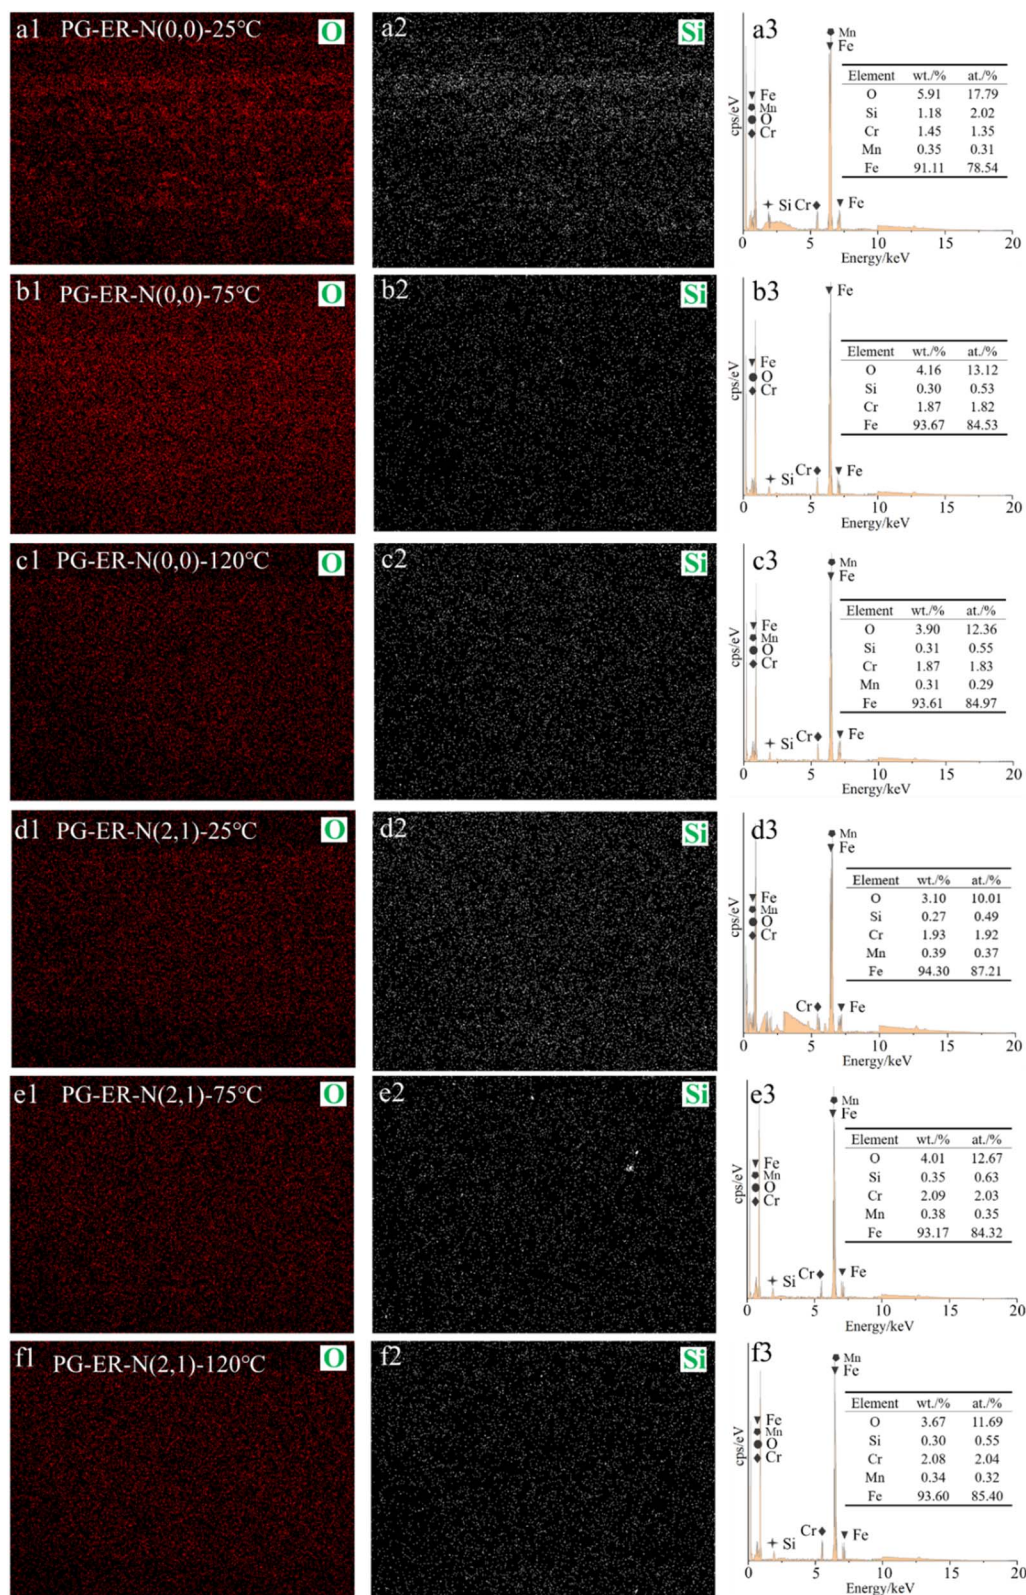 a1 PG-ER-N(0,0)-25℃ O
a2 Si
a3
Mn
Fe
Fe
Mn
O
Cr
Element wt./% at./%
O 5.91 17.79
Si 1.18 2.02
Cr 1.45 1.35
Mn 0.35 0.31
Fe 91.11 78.54
Si Cr Fe
cps/eV
0 5 10 15 20
Energy/keV
b1 PG-ER-N(0,0)-75℃ O
b2 Si
b3
Fe
Fe
O
Cr
Element wt./% at./%
O 4.16 13.12
Si 0.30 0.53
Cr 1.87 1.82
Fe 93.67 84.53
Si Cr Fe
cps/eV
0 5 10 15 20
Energy/keV
c1 PG-ER-N(0,0)-120℃ O
c2 Si
c3
Mn
Fe
Fe
Mn
O
Cr
Element wt./% at./%
O 3.90 12.36
Si 0.31 0.55
Cr 1.87 1.83
Mn 0.31 0.29
Fe 93.61 84.97
Si Cr Fe
cps/eV
0 5 10 15 20
Energy/keV
d1 PG-ER-N(2,1)-25℃ O
d2 Si
d3
Mn
Fe
Fe
Mn
O
Cr
Element wt./% at./%
O 3.10 10.01
Si 0.27 0.49
Cr 1.93 1.92
Mn 0.39 0.37
Fe 94.30 87.21
Cr Fe
cps/eV
0 5 10 15 20
Energy/keV
e1 PG-ER-N(2,1)-75℃ O
e2 Si
e3
Mn
Fe
Fe
Mn
O
Cr
Element wt./% at./%
O 4.01 12.67
Si 0.35 0.63
Cr 2.09 2.03
Mn 0.38 0.35
Fe 93.17 84.32
Si Cr Fe
cps/eV
0 5 10 15 20
Energy/keV
f1 PG-ER-N(2,1)-120℃ O
f2 Si
f3
Mn
Fe
Fe
Mn
O
Cr
Element wt./% at./%
O 3.67 11.69
Si 0.30 0.55
Cr 2.08 2.04
Mn 0.34 0.32
Fe 93.60 85.40
Si Cr Fe
cps/eV
0 5 10 15 20
Energy/keV